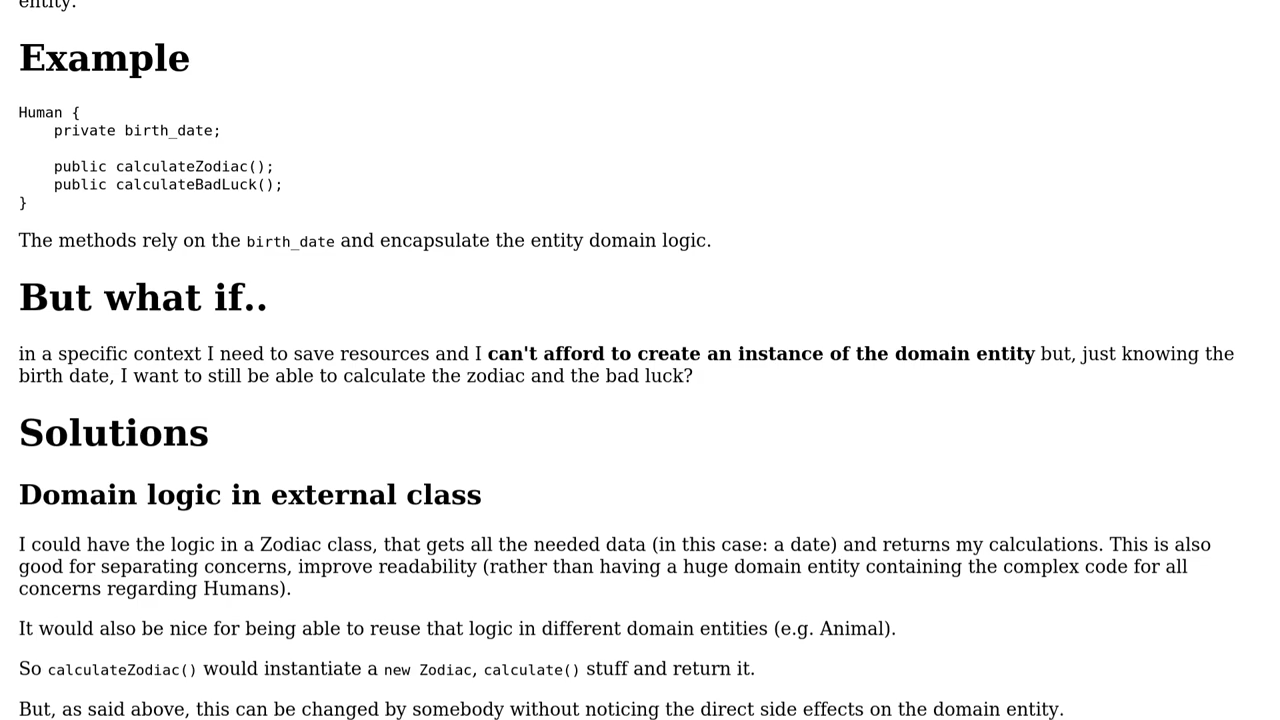 entity.
Example
Human {
    private birth_date;
    public calculateZodiac();
    public calculateBadLuck();
}
The methods rely on the birth_date and encapsulate the entity domain logic.
But what if..
in a specific context I need to save resources and I can't afford to create an instance of the domain entity but, just knowing the
birth date, I want to still be able to calculate the zodiac and the bad luck?
Solutions
Domain logic in external class
I could have the logic in a Zodiac class, that gets all the needed data (in this case: a date) and returns my calculations. This is also
good for separating concerns, improve readability (rather than having a huge domain entity containing the complex code for all
concerns regarding Humans).
It would also be nice for being able to reuse that logic in different domain entities (e.g. Animal).
So calculateZodiac() would instantiate a new Zodiac, calculate() stuff and return it.
But, as said above, this can be changed by somebody without noticing the direct side effects on the domain entity.